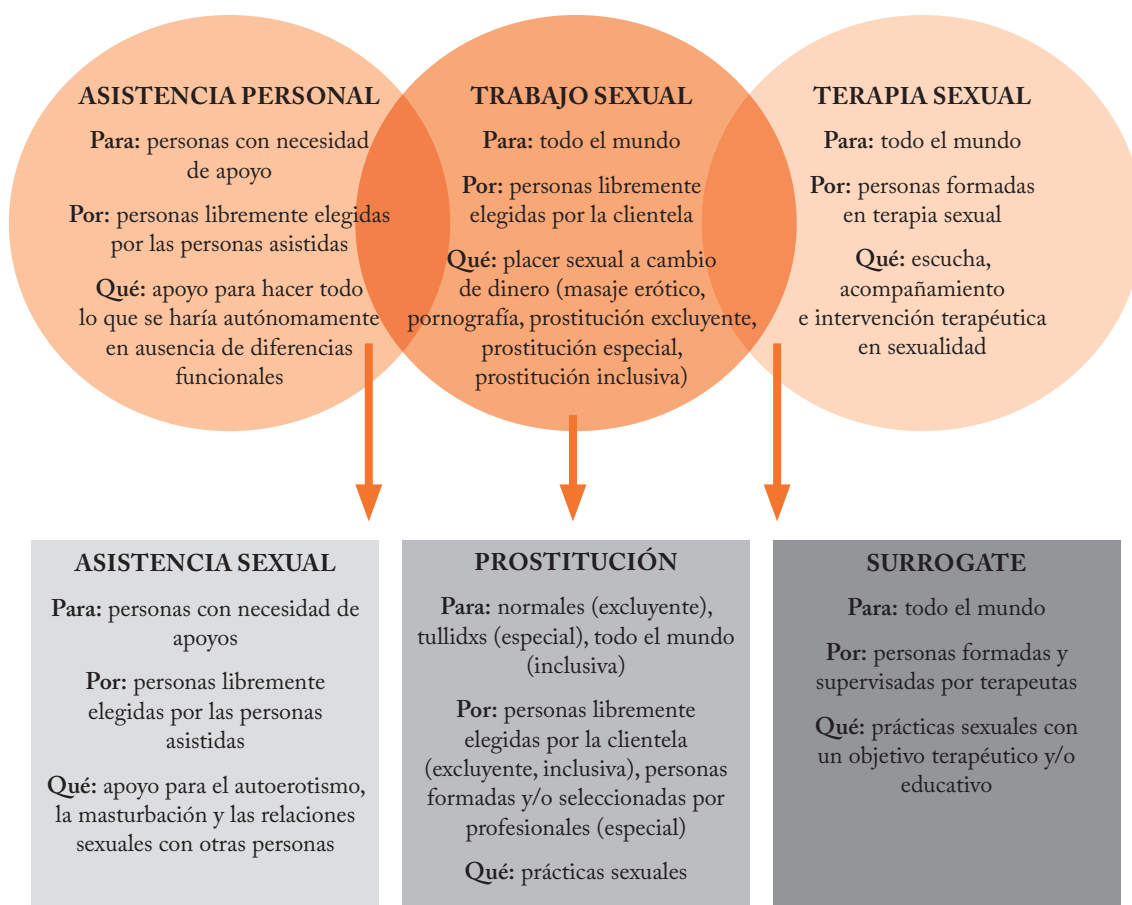 ASISTENCIA PERSONAL
Para: personas con necesidad
de apoyo
Por: personas libremente elegidas
por las personas asistidas
Qué: apoyo para hacer todo
lo que se haría autónomamente
en ausencia de diferencias
funcionales
TRABAJO SEXUAL
Para: todo el mundo
Por: personas libremente
elegidas por la clientela
Qué: placer sexual a cambio
de dinero (masaje erótico,
pornografía, prostitución excluyente,
prostitución especial,
prostitución inclusiva)
TERAPIA SEXUAL
Para: todo el mundo
Por: personas formadas
en terapia sexual
Qué: escucha,
acompañamiento
e intervención terapéutica
en sexualidad
ASISTENCIA SEXUAL
Para: personas con necesidad de
apoyos
Por: personas libremente
elegidas por las personas
asistidas
Qué: apoyo para el autoerotismo,
la masturbación y las relaciones
sexuales con otras personas
PROSTITUCIÓN
Para: normales (excluyente),
tullidxs (especial), todo el mundo
(inclusiva)
Por: personas libremente
elegidas por la clientela
(excluyente, inclusiva), personas
formadas y/o seleccionadas por
profesionales (especial)
Qué: prácticas sexuales
SURROGATE
Para: todo el mundo
Por: personas formadas y
supervisadas por terapeutas
Qué: prácticas sexuales con
un objetivo terapéutico y/o
educativo